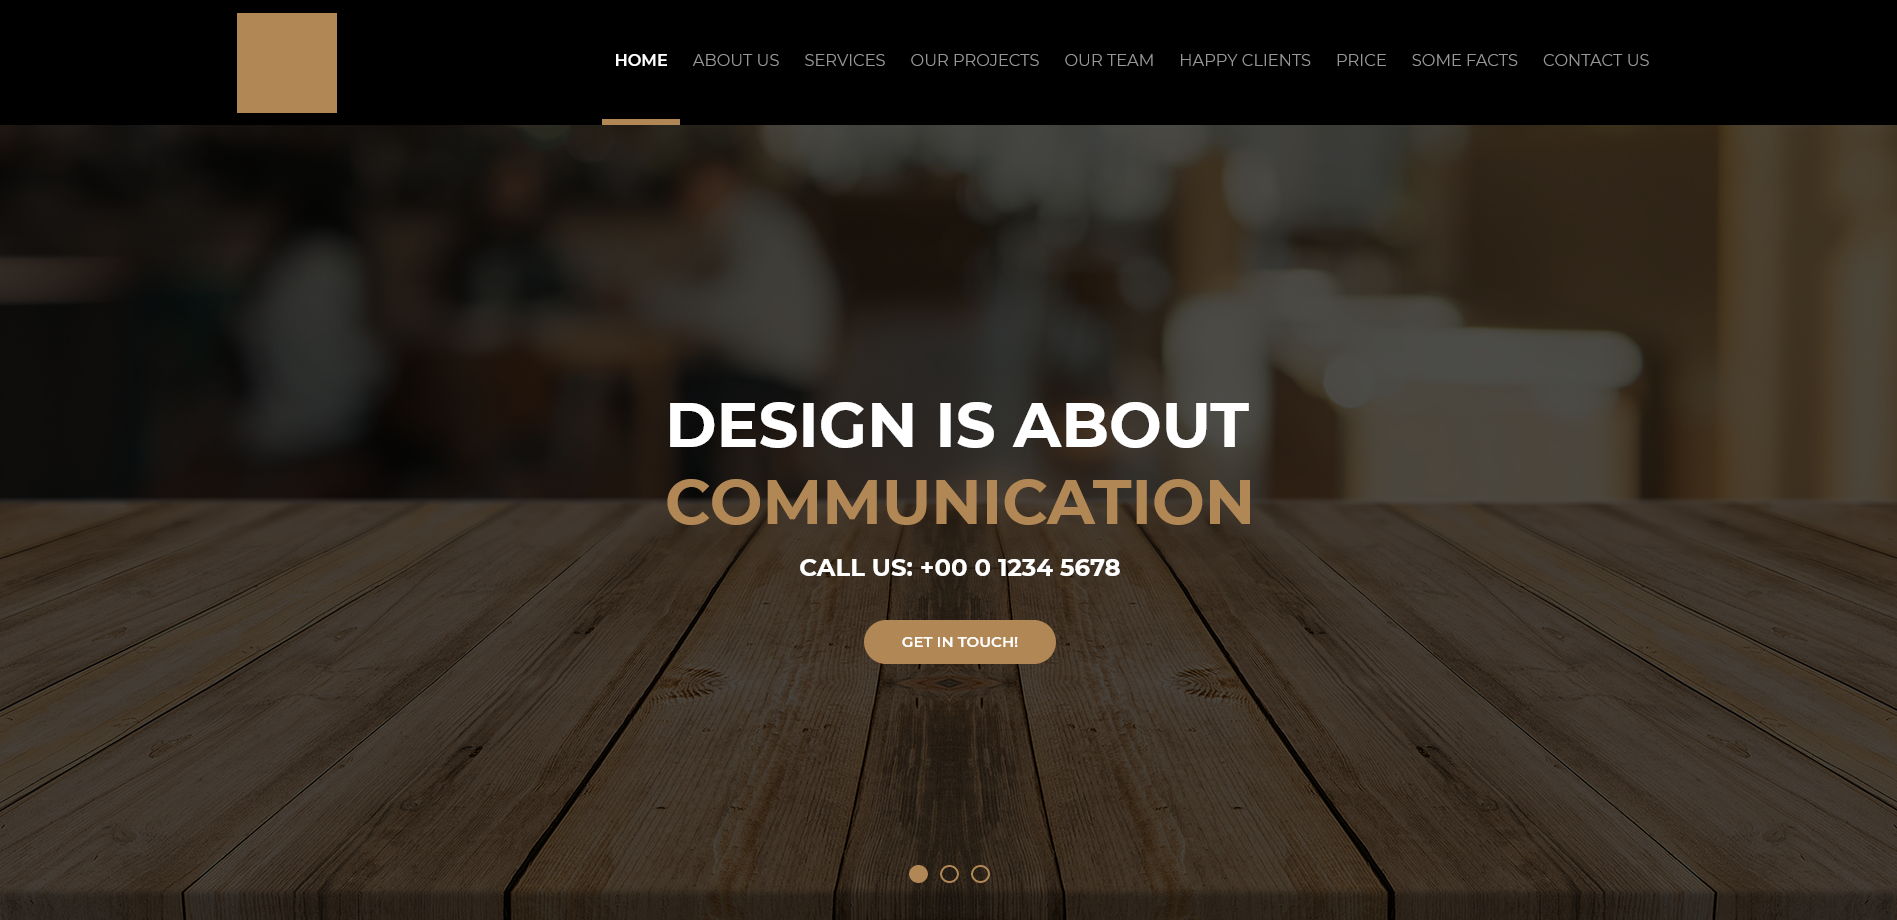 HOME ABOUT US SERVICES OUR PROJECTS OUR TEAM HAPPY CLIENTS PRICE SOME FACTS CONTACT US
DESIGN IS ABOUT
COMMUNICATION
CALL US: +00 0 1234 5678
GET IN TOUCH!